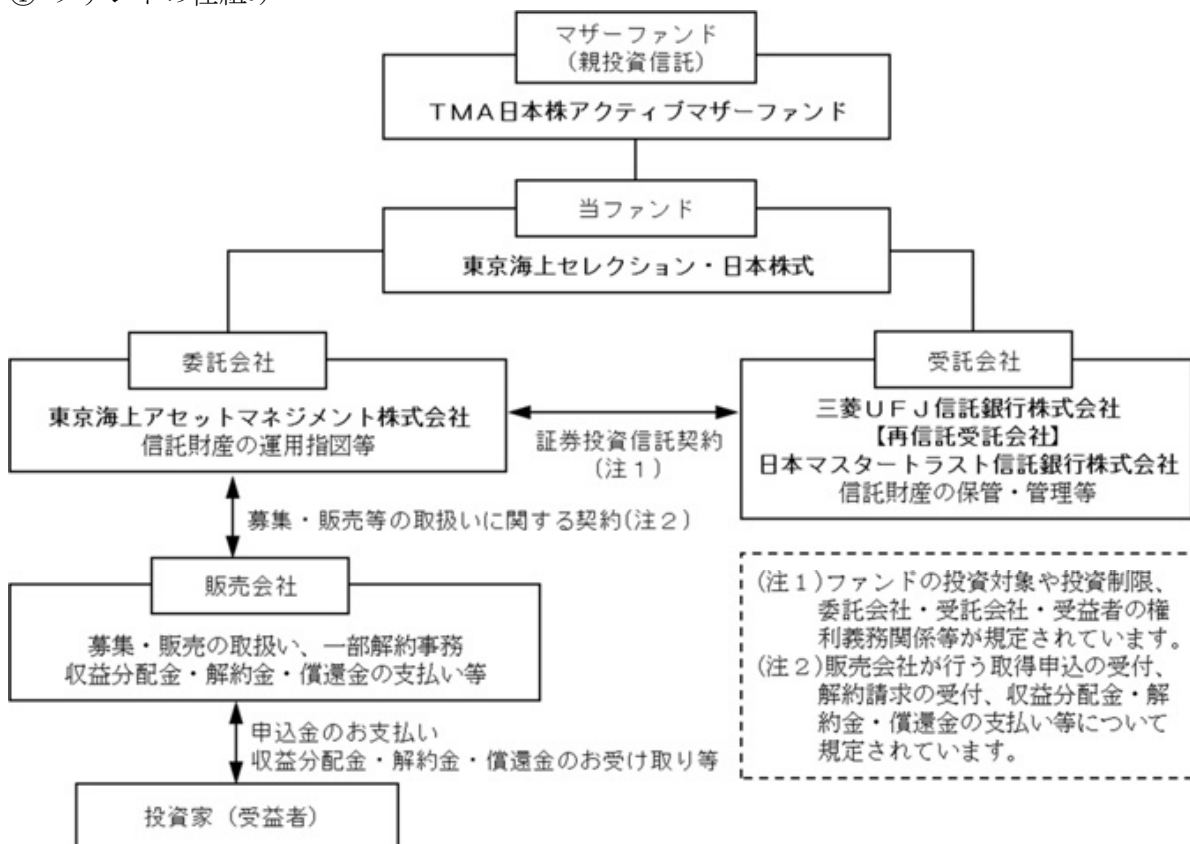 マザーファンド
(親投資信託)
ＴＭＡ日本株アクティブマザーファンド
当ファンド
東京海上セレクション・日本株式
委託会社
東京海上アセットマネジメント株式会社
信託財産の運用指図等
証券投資信託契約
(注１)
受託会社
三菱ＵＦＪ信託銀行株式会社
【再信託受託会社】
日本マスタートラスト信託銀行株式会社
信託財産の保管・管理等
募集・販売等の取扱いに関する契約(注２)
販売会社
募集・販売の取扱い、一部解約事務
収益分配金・解約金・償還金の支払い等
申込金のお支払い
収益分配金・解約金・償還金のお受け取り等
投資家（受益者）
(注１)ファンドの投資対象や投資制限、
委託会社・受託会社・受益者の権
利義務関係等が規定されています。
(注２)販売会社が行う取得申込の受付、
解約請求の受付、収益分配金・解
約金・償還金の支払い等について
規定されています。